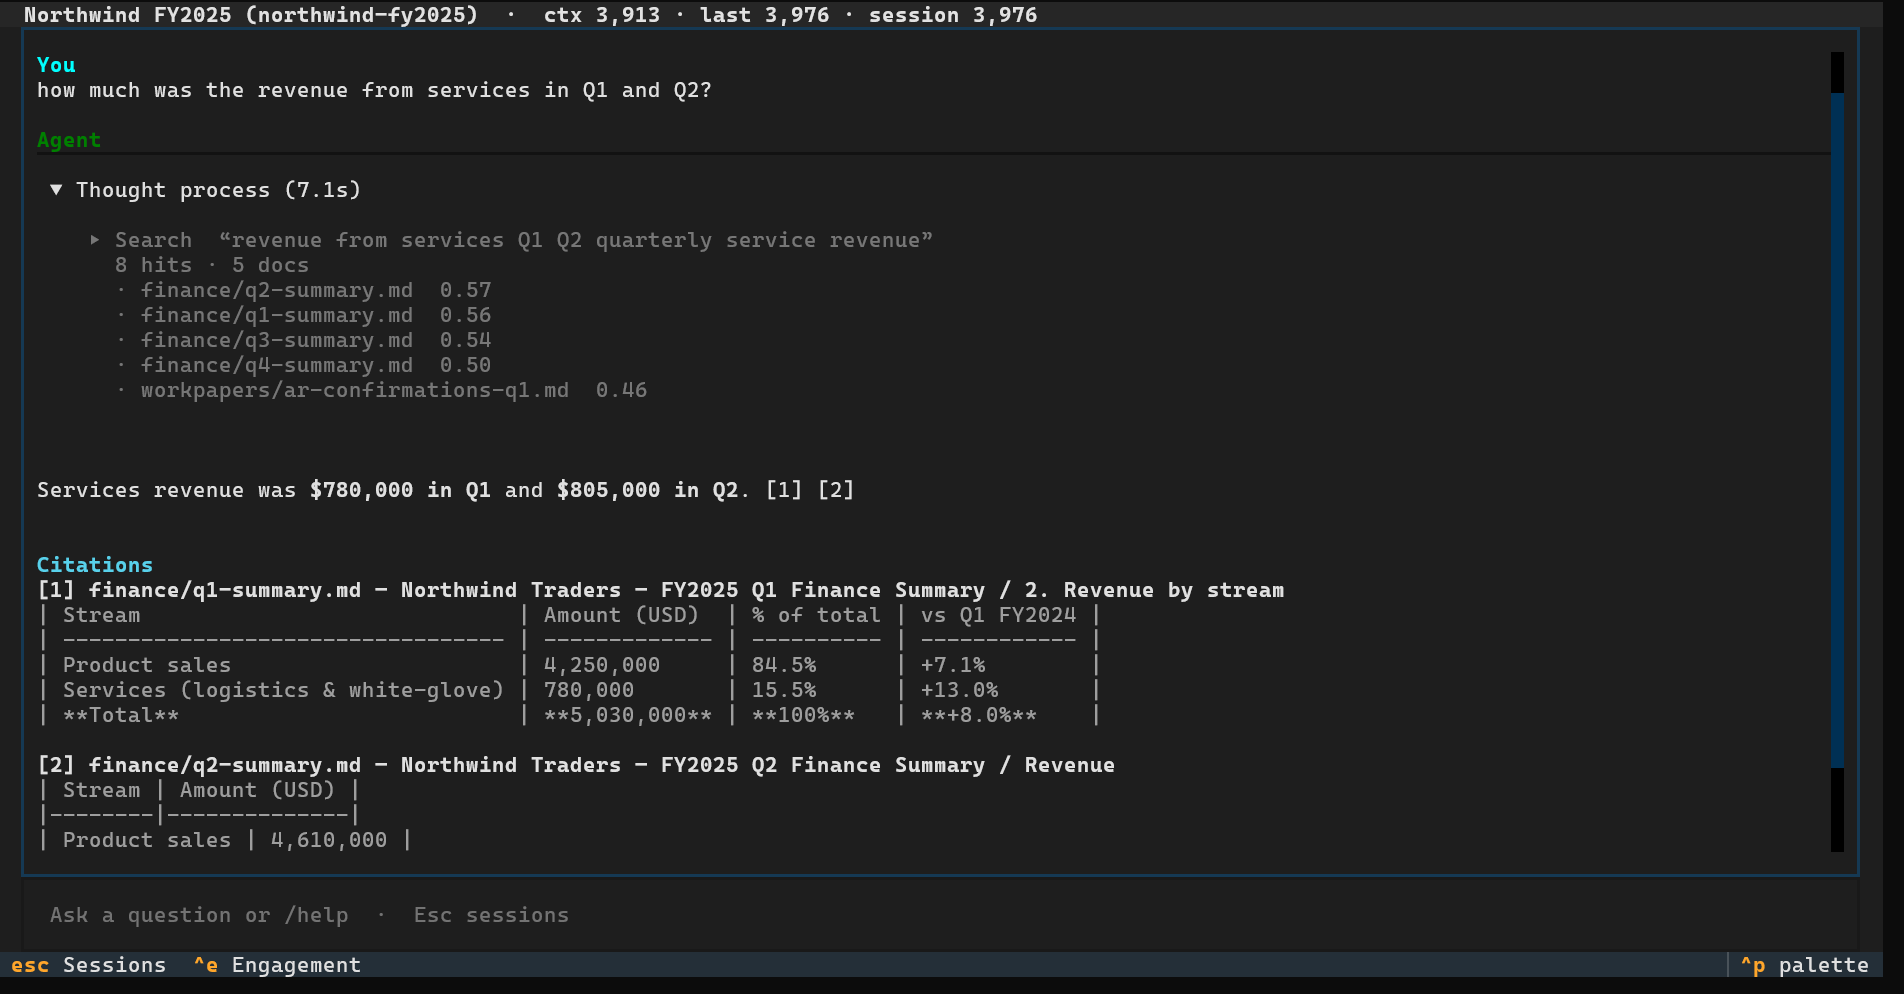 Northwind FY2025 (northwind-fy2025)  ·  ctx 3,913 · last 3,976 · session 3,976
You
how much was the revenue from services in Q1 and Q2?
Agent
▼ Thought process (7.1s)
▸ Search  “revenue from services Q1 Q2 quarterly service revenue”
8 hits · 5 docs
· finance/q2-summary.md  0.57
· finance/q1-summary.md  0.56
· finance/q3-summary.md  0.54
· finance/q4-summary.md  0.50
· workpapers/ar-confirmations-q1.md  0.46
Services revenue was $780,000 in Q1 and $805,000 in Q2. [1] [2]
Citations
[1] finance/q1-summary.md — Northwind Traders — FY2025 Q1 Finance Summary / 2. Revenue by stream
| Stream                             | Amount (USD)  | % of total | vs Q1 FY2024 |
| ---------------------------------- | ------------- | ---------- | ------------ |
| Product sales                      | 4,250,000     | 84.5%      | +7.1%        |
| Services (logistics & white-glove) | 780,000       | 15.5%      | +13.0%       |
| **Total**                          | **5,030,000** | **100%**   | **+8.0%**    |
[2] finance/q2-summary.md — Northwind Traders — FY2025 Q2 Finance Summary / Revenue
| Stream | Amount (USD) |
|--------|--------------|
| Product sales | 4,610,000 |
Ask a question or /help  ·  Esc sessions
esc Sessions  ^e Engagement  ^p palette